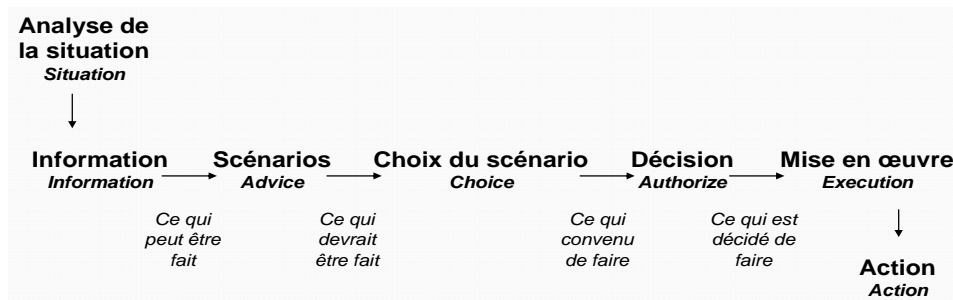 Analyse de
la situation
Situation
Information
Information
Scénarios
Advice
Choix du scénario
Choice
Décision
Authorize
Mise en œuvre
Execution
Ce qui
peut être
fait
Ce qui
devrait
être fait
Ce qui
convenu
de faire
Ce qui est
décidé de
faire
Action
Action